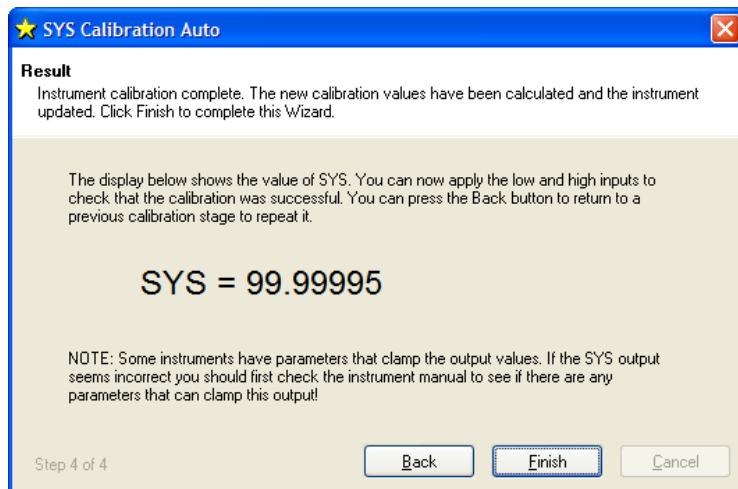 SYS Calibration Auto
Result
Instrument calibration complete. The new calibration values have been calculated and the instrument
updated. Click Finish to complete this Wizard.
The display below shows the value of SYS. You can now apply the low and high inputs to
check that the calibration was successful. You can press the Back button to return to a
previous calibration stage to repeat it.
SYS = 99.99995
NOTE: Some instruments have parameters that clamp the output values. If the SYS output
seems incorrect you should first check the instrument manual to see if there are any
parameters that can clamp this output!
Step 4 of 4
Back
Finish
Cancel